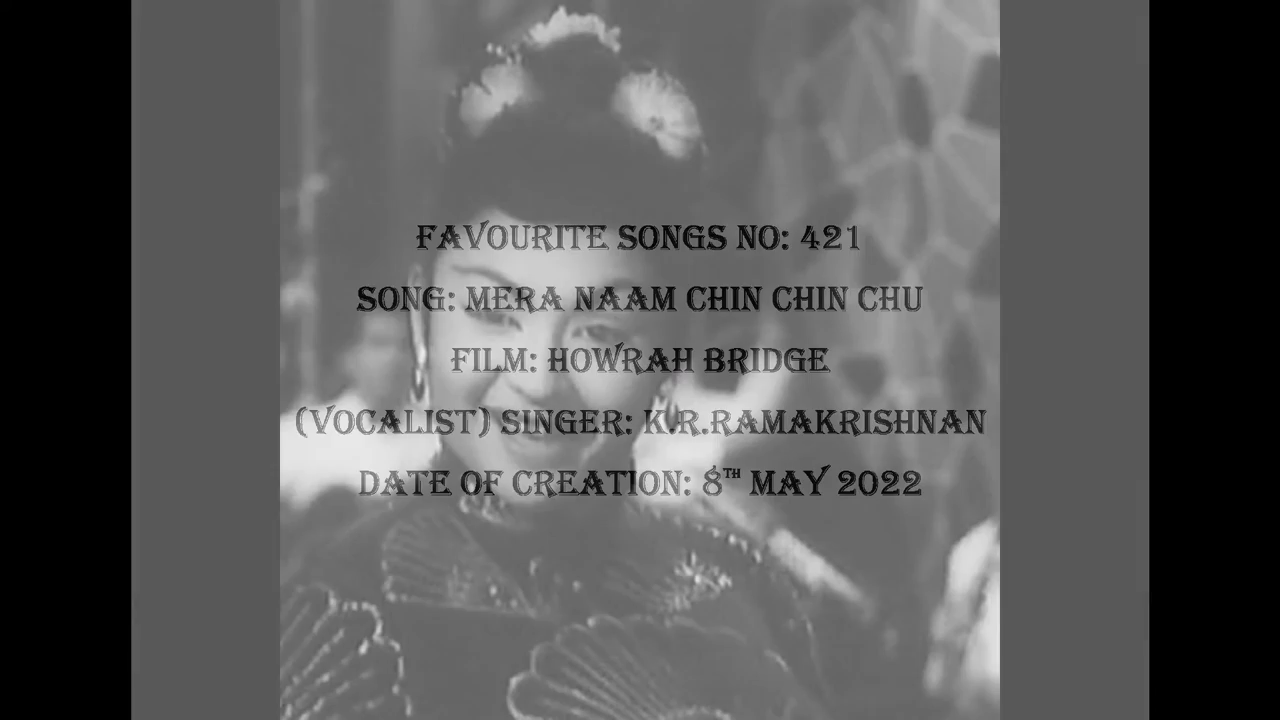 FAVOURITE SONGS NO: 421
SONG: MERA NAAM CHIN CHIN CHU
FILM: HOWRAH BRIDGE
(VOCALIST) SINGER: K.R.RAMAKRISHNAN
DATE OF CREATION: 8TH MAY 2022